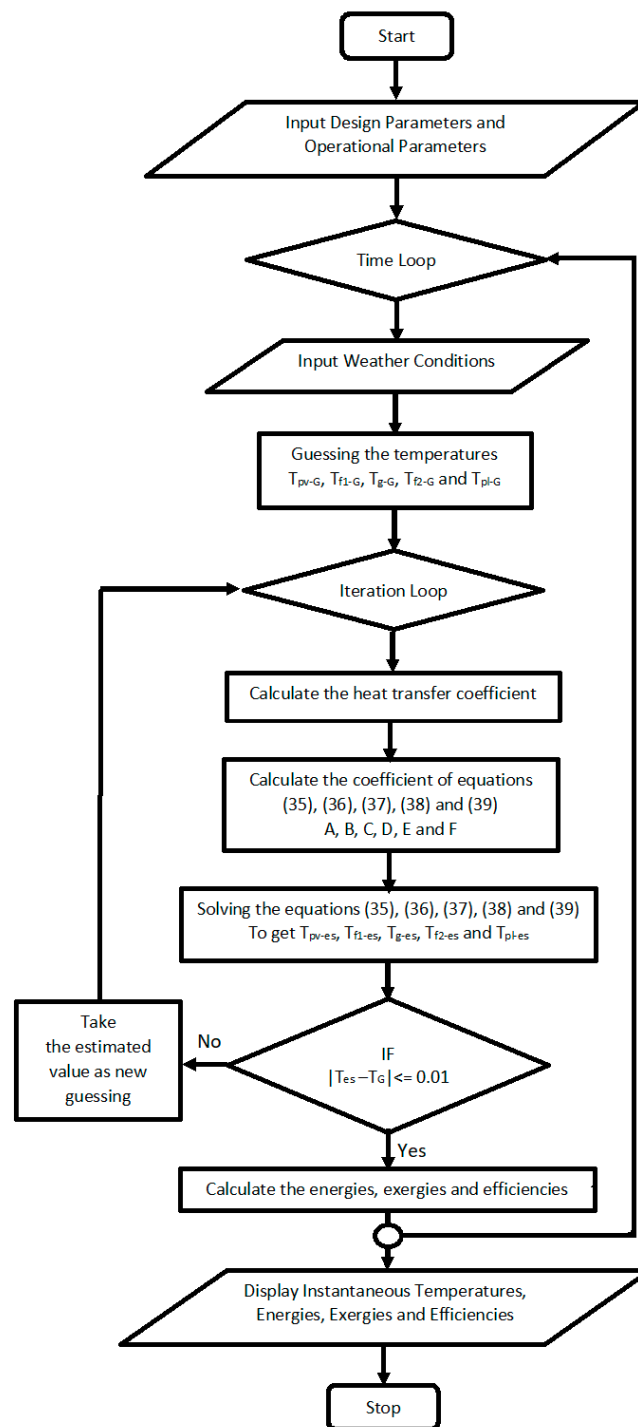 Start
Input Design Parameters and
Operational Parameters
Time Loop
Input Weather Conditions
Guessing the temperatures
Tpv-G, Tf1-G, Tg-G, Tf2-G and Tpl-G
Iteration Loop
Calculate the heat transfer coefficient
Calculate the coefficient of equations
(35), (36), (37), (38) and (39)
A, B, C, D, E and F
Solving the equations (35), (36), (37), (38) and (39)
To get Tpv-es, Tf1-es, Tg-es, Tf2-es and Tpl-es
IF
|Tes–TG|<= 0.01
No
Take
the estimated
value as new
guessing
Yes
Calculate the energies, exergies and efficiencies
Display Instantaneous Temperatures,
Energies, Exergies and Efficiencies
Stop